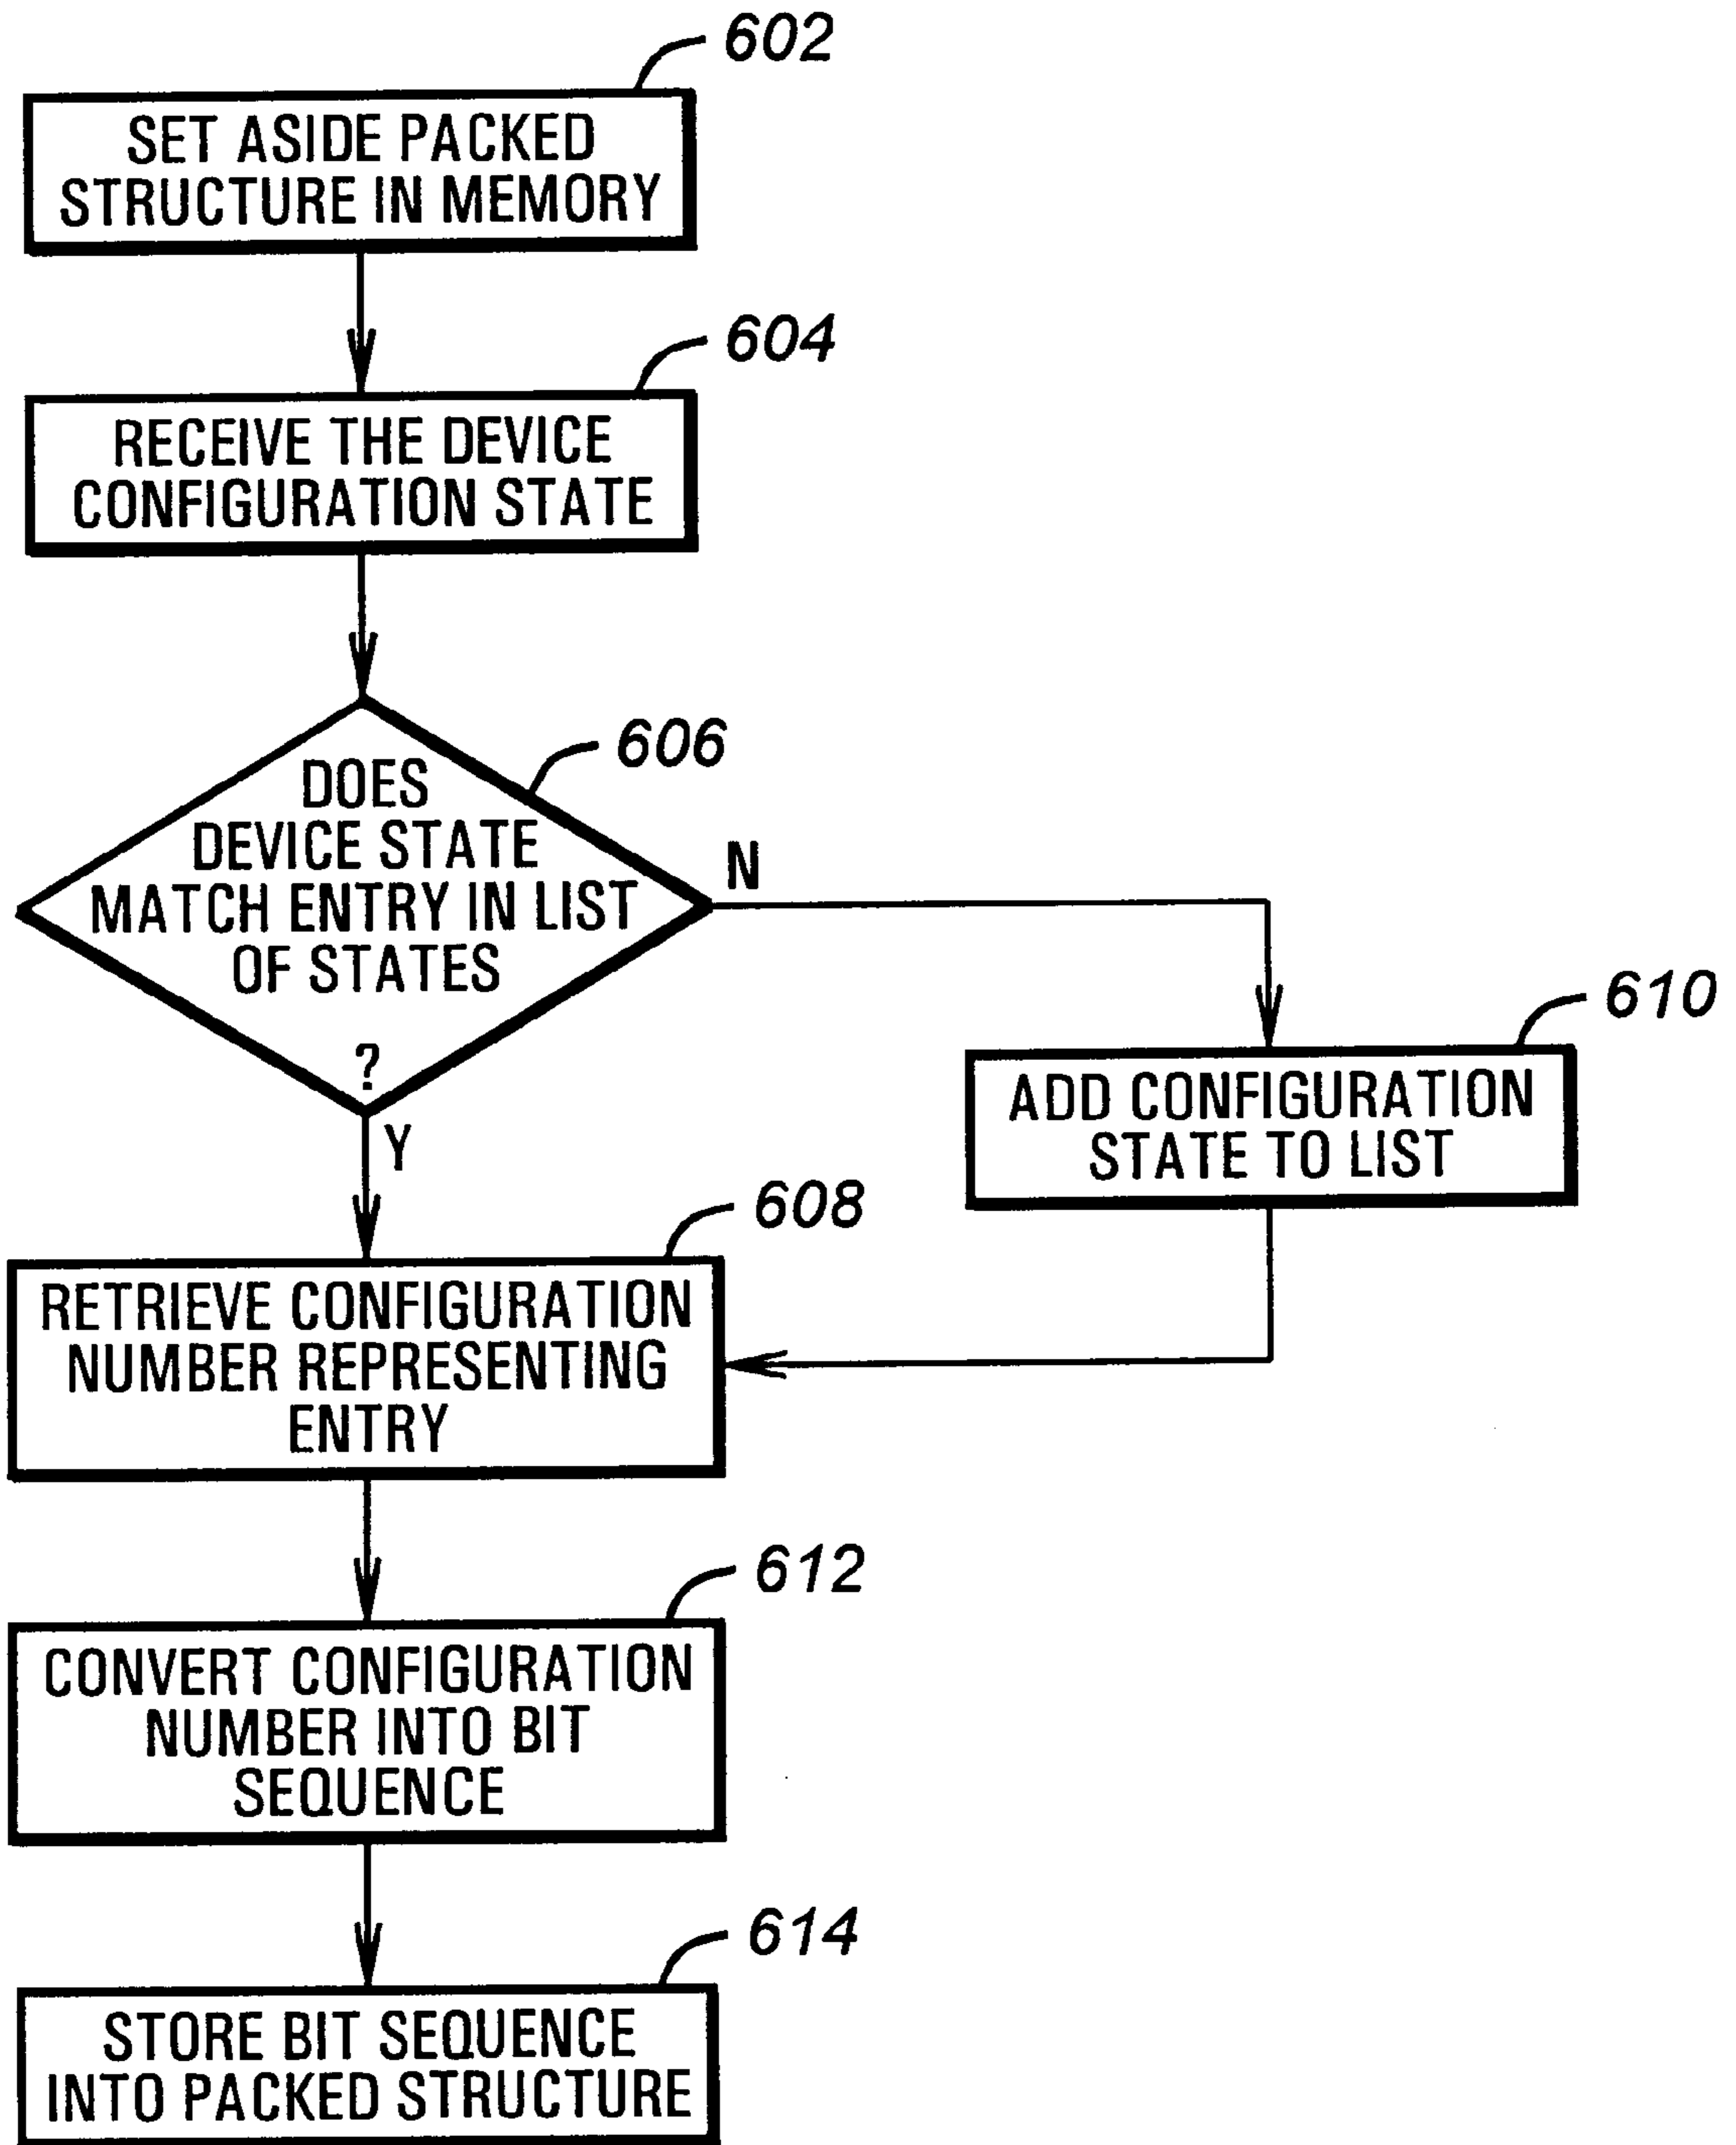 602
SET ASIDE PACKED
STRUCTURE IN MEMORY
604
RECEIVE THE DEVICE
CONFIGURATION STATE
606
DOES
DEVICE STATE
MATCH ENTRY IN LIST
OF STATES
?
N
Y
610
ADD CONFIGURATION
STATE TO LIST
608
RETRIEVE CONFIGURATION
NUMBER REPRESENTING
ENTRY
612
CONVERT CONFIGURATION
NUMBER INTO BIT
SEQUENCE
614
STORE BIT SEQUENCE
INTO PACKED STRUCTURE